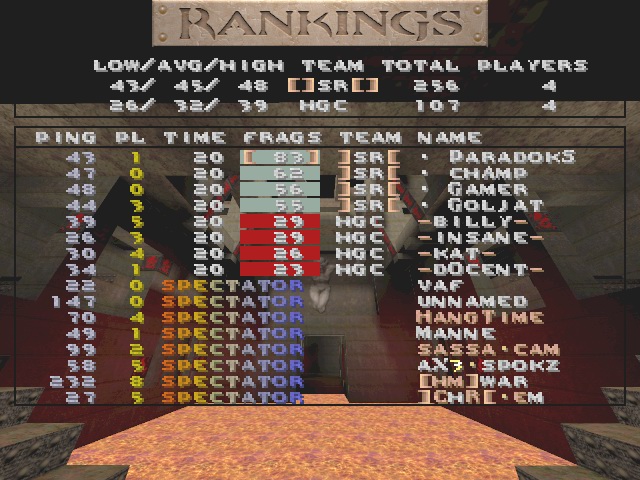 RANKINGS
LOW/AVG/HIGH TEAM TOTAL PLAYERS
43/ 45/ 48 []SR[] 256 4
26/ 32/ 39 HGC 107 4
PING PL TIME FRAGS TEAM NAME
43 1 20 [ 83] ]SR[ · PARADOKS
47 0 20 62 ]SR[ · CHAMP
48 0 20 56 ]SR[ · GAMER
44 3 20 55 ]SR[ · GOLJAT
39 5 20 29 HGC -BILLY-
26 3 20 29 HGC -INSANE-
30 4 20 26 HGC -KAT-
34 1 20 23 HGC -DOCENT-
22 0 SPECTATOR VAF
147 0 SPECTATOR UNNAMED
70 4 SPECTATOR HANGTIME
49 1 SPECTATOR MANNE
99 2 SPECTATOR SASSA·CAM
58 5 SPECTATOR AX3·SPOKZ
232 8 SPECTATOR [HM]WAR
27 5 SPECTATOR ]CHR[·EM